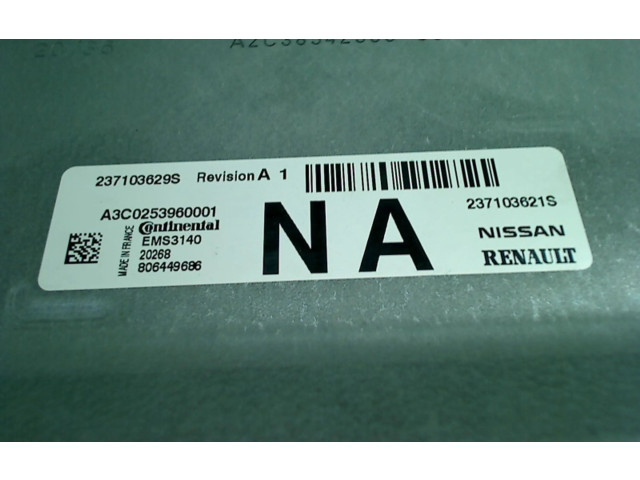 237103629S Revision A 1
A3C0253960001
Continental
EMS3140
20268
806449686
MADE IN FRANCE
NA
237103621S
NISSAN
RENAULT